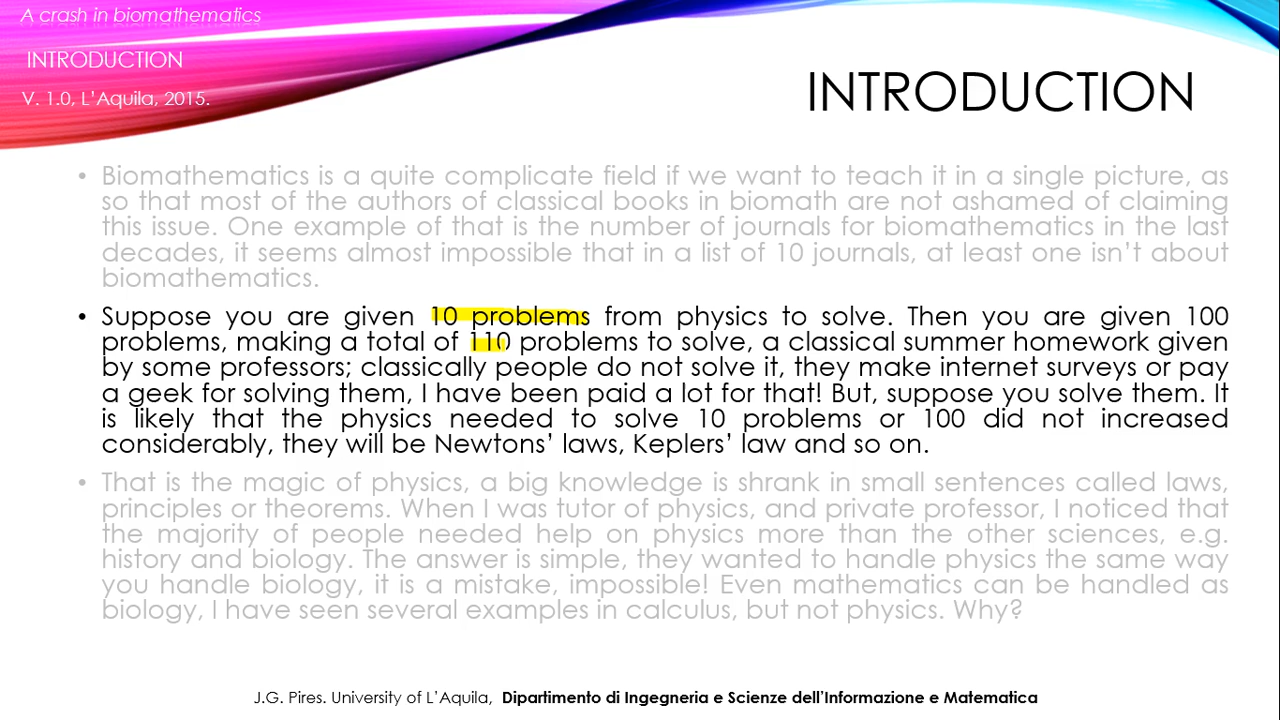 A crash in biomathematics
INTRODUCTION
V. 1.0, L'Aquila, 2015.
INTRODUCTION
• Biomathematics is a quite complicate field if we want to teach it in a single picture, as
so that most of the authors of classical books in biomath are not ashamed of claiming
this issue. One example of that is the number of journals for biomathematics in the last
decades, it seems almost impossible that in a list of 10 journals, at least one isn't about
biomathematics.
• Suppose you are given 10 problems from physics to solve. Then you are given 100
problems, making a total of 110 problems to solve, a classical summer homework given
by some professors; classically people do not solve it, they make internet surveys or pay
a geek for solving them, I have been paid a lot for that! But, suppose you solve them. It
is likely that the physics needed to solve 10 problems or 100 did not increased
considerably, they will be Newtons' laws, Keplers' law and so on.
• That is the magic of physics, a big knowledge is shrank in small sentences called laws,
principles or theorems. When I was tutor of physics, and private professor, I noticed that
the majority of people needed help on physics more than the other sciences, e.g.
history and biology. The answer is simple, they wanted to handle physics the same way
you handle biology, it is a mistake, impossible! Even mathematics can be handled as
biology, I have seen several examples in calculus, but not physics. Why?
J.G. Pires. University of L'Aquila, Dipartimento di Ingegneria e Scienze dell'Informazione e Matematica